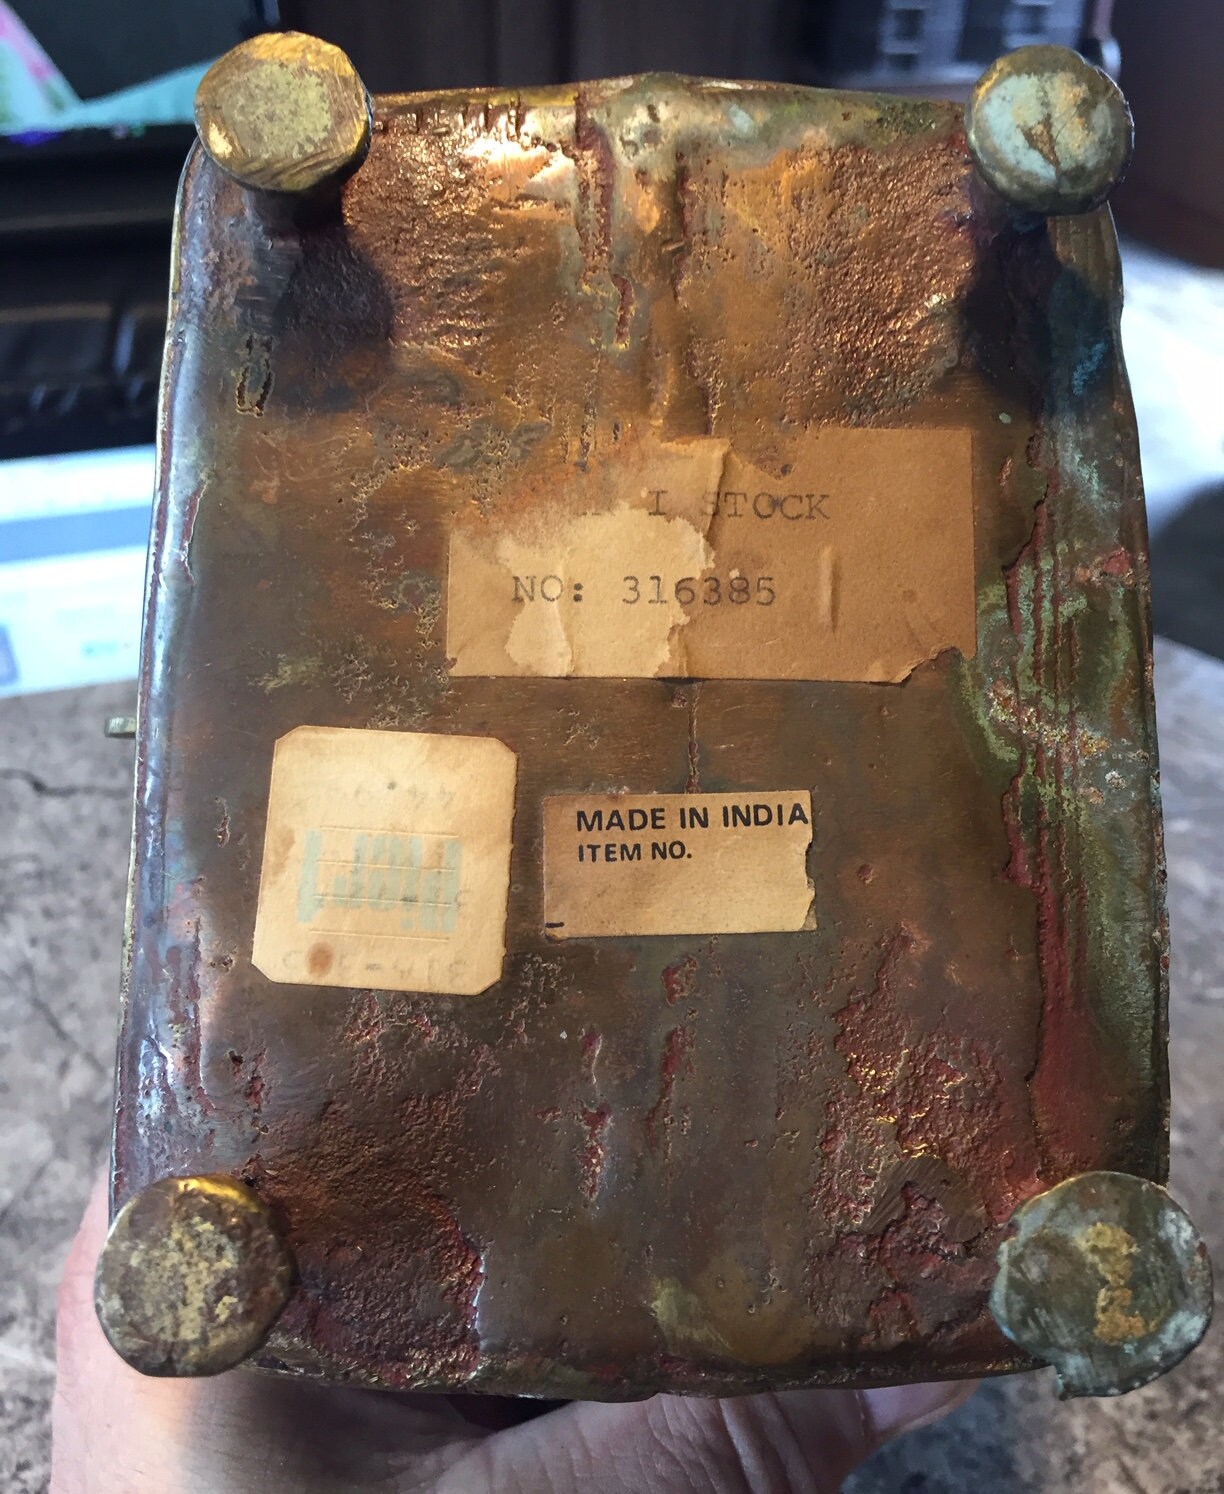 I STOCK
NO: 316385
MADE IN INDIA
ITEM NO.